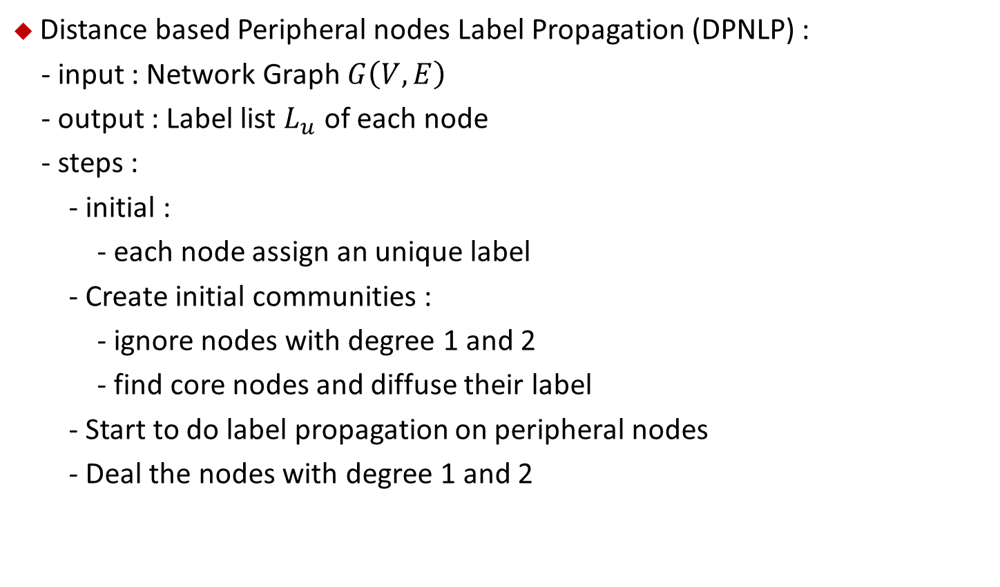 Distance based Peripheral nodes Label Propagation (DPNLP) :
- input : Network Graph G(V, E)
- output : Label list L_u of each node
- steps :
- initial :
- each node assign an unique label
- Create initial communities :
- ignore nodes with degree 1 and 2
- find core nodes and diffuse their label
- Start to do label propagation on peripheral nodes
- Deal the nodes with degree 1 and 2